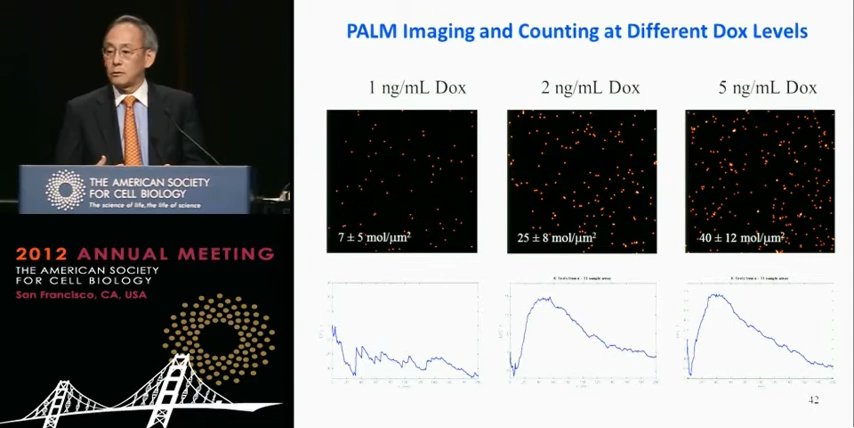 PALM Imaging and Counting at Different Dox Levels
1 ng/mL Dox
2 ng/mL Dox
5 ng/mL Dox
7 ± 5 mol/μm²
25 ± 8 mol/μm²
40 ± 12 mol/μm²
42
THE AMERICAN SOCIETY
FOR CELL BIOLOGY
The science of life, the life of science
2012 ANNUAL MEETING
THE AMERICAN SOCIETY
FOR CELL BIOLOGY
San Francisco, CA, USA